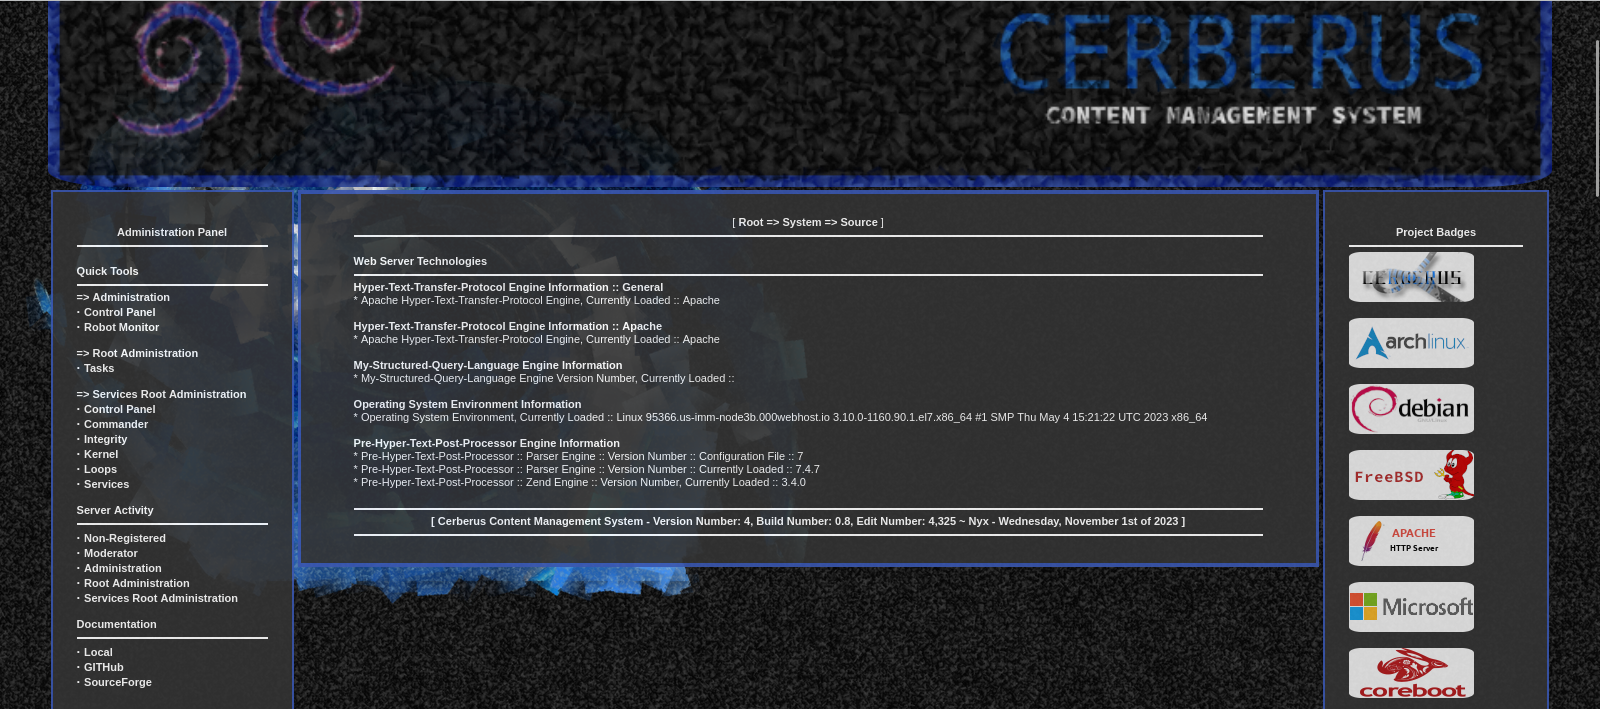 CERBERUS
CONTENT MANAGEMENT SYSTEM
Administration Panel
Quick Tools
=> Administration
· Control Panel
· Robot Monitor
=> Root Administration
· Tasks
=> Services Root Administration
· Control Panel
· Commander
· Integrity
· Kernel
· Loops
· Services
Server Activity
· Non-Registered
· Moderator
· Administration
· Root Administration
· Services Root Administration
Documentation
· Local
· GITHub
· SourceForge
[ Root => System => Source ]
Web Server Technologies
Hyper-Text-Transfer-Protocol Engine Information :: General
* Apache Hyper-Text-Transfer-Protocol Engine, Currently Loaded :: Apache
Hyper-Text-Transfer-Protocol Engine Information :: Apache
* Apache Hyper-Text-Transfer-Protocol Engine, Currently Loaded :: Apache
My-Structured-Query-Language Engine Information
* My-Structured-Query-Language Engine Version Number, Currently Loaded ::
Operating System Environment Information
* Operating System Environment, Currently Loaded :: Linux 95366.us-imm-node3b.000webhost.io 3.10.0-1160.90.1.el7.x86_64 #1 SMP Thu May 4 15:21:22 UTC 2023 x86_64
Pre-Hyper-Text-Post-Processor Engine Information
* Pre-Hyper-Text-Post-Processor :: Parser Engine :: Version Number :: Configuration File :: 7
* Pre-Hyper-Text-Post-Processor :: Parser Engine :: Version Number :: Currently Loaded :: 7.4.7
* Pre-Hyper-Text-Post-Processor :: Zend Engine :: Version Number, Currently Loaded :: 3.4.0
[ Cerberus Content Management System - Version Number: 4, Build Number: 0.8, Edit Number: 4,325 ~ Nyx - Wednesday, November 1st of 2023 ]
Project Badges
CERBERUS
archlinux
debian
FreeBSD
APACHE
HTTP Server
Microsoft
coreboot